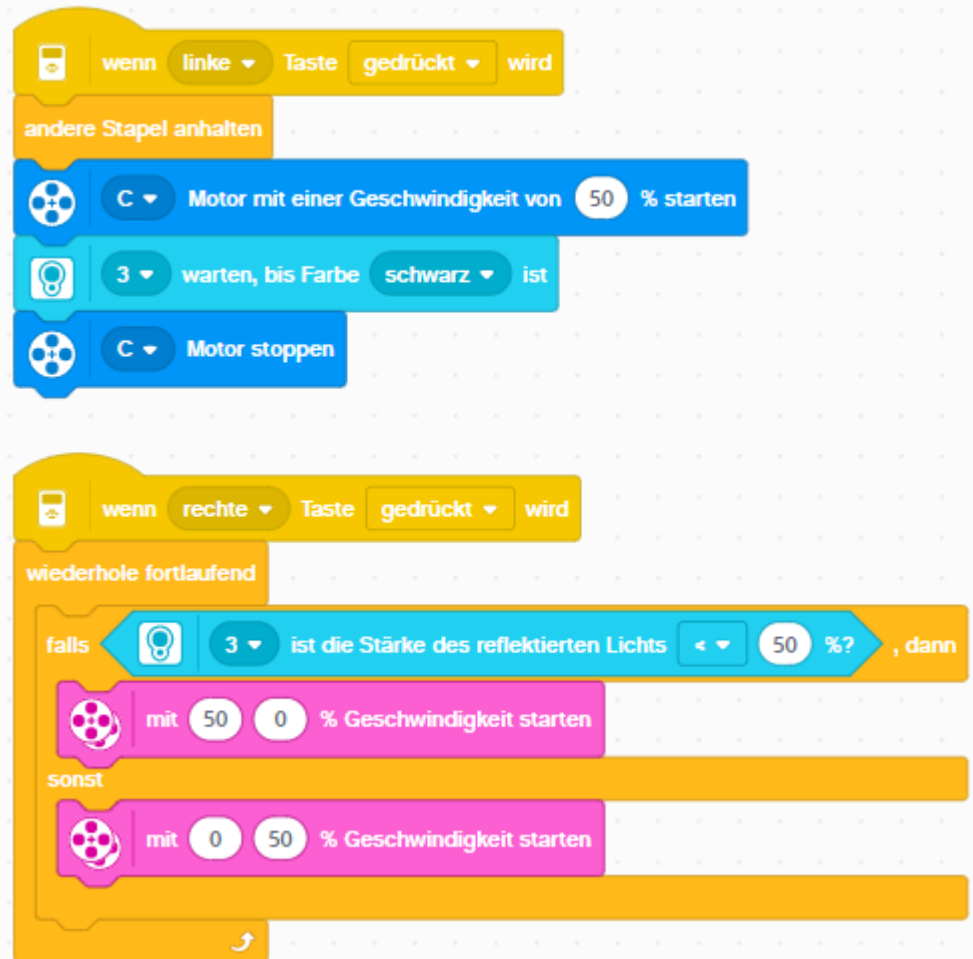 wenn linke Taste gedrückt wird
andere Stapel anhalten
C Motor mit einer Geschwindigkeit von 50 % starten
3 warten, bis Farbe schwarz ist
C Motor stoppen
wenn rechte Taste gedrückt wird
wiederhole fortlaufend
falls 3 ist die Stärke des reflektierten Lichts < 50 %? , dann
mit 50 0 % Geschwindigkeit starten
sonst
mit 0 50 % Geschwindigkeit starten